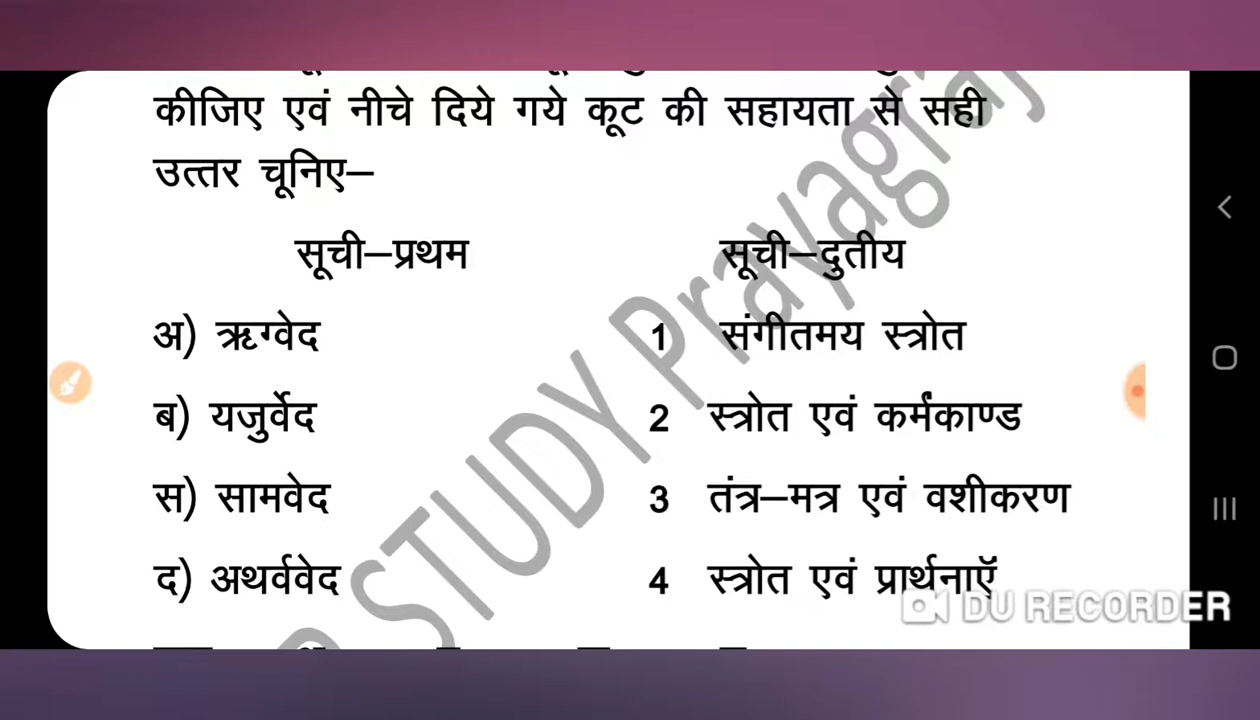 कीजिए एवं नीचे दिये गये कूट की सहायता से सही
उत्तर चूनिए–
सूची–प्रथम सूची–दुतीय
अ) ऋग्वेद 1 संगीतमय स्त्रोत
ब) यजुर्वेद 2 स्त्रोत एवं कर्मकाण्ड
स) सामवेद 3 तंत्र–मत्र एवं वशीकरण
द) अथर्ववेद 4 स्त्रोत एवं प्रार्थनाऍ
STUDY Prayagraj
DU RECORDER